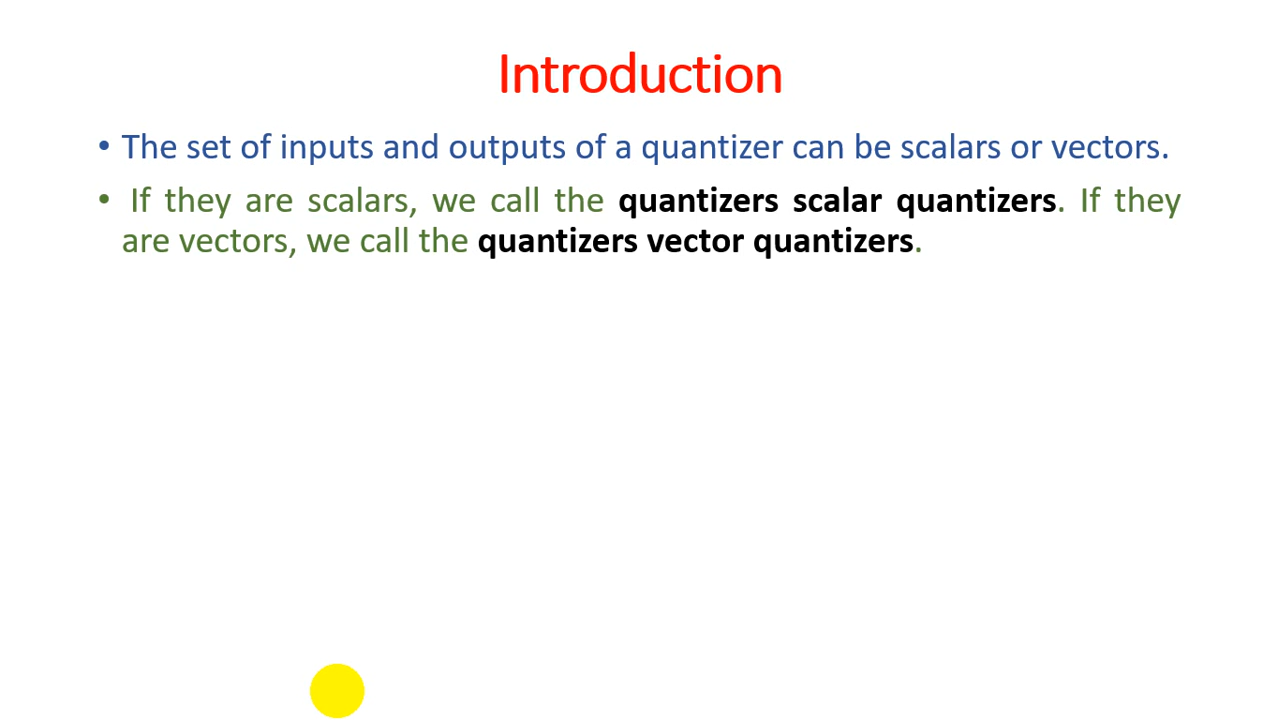 Introduction
• The set of inputs and outputs of a quantizer can be scalars or vectors.
• If they are scalars, we call the quantizers scalar quantizers. If they
are vectors, we call the quantizers vector quantizers.